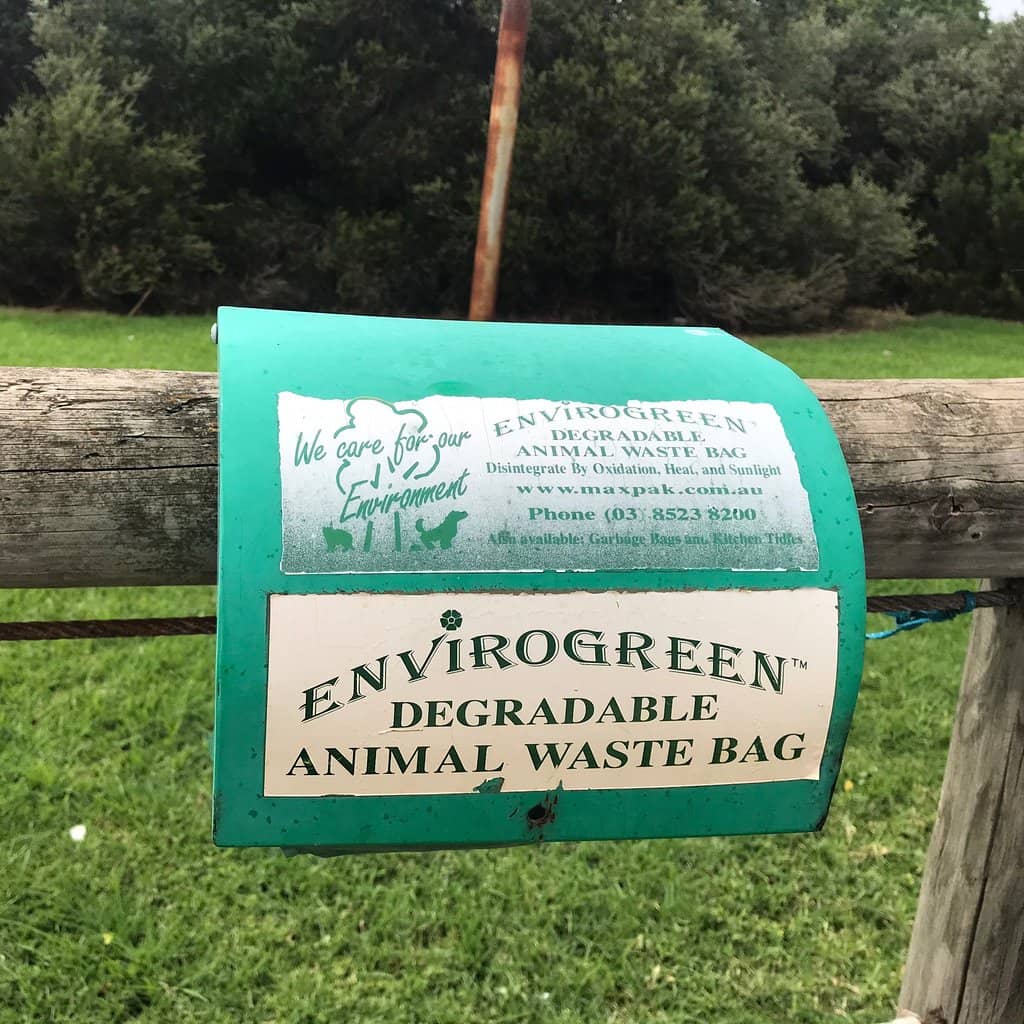 We care for our
Environment
ENVIROGREEN
DEGRADABLE
ANIMAL WASTE BAG
Disintegrate By Oxidation, Heat, and Sunlight
www.maxpak.com.au
Phone (03) 8523 8200
Also available: Garbage Bags and Kitchen Tidies
ENVIROGREEN™
DEGRADABLE
ANIMAL WASTE BAG